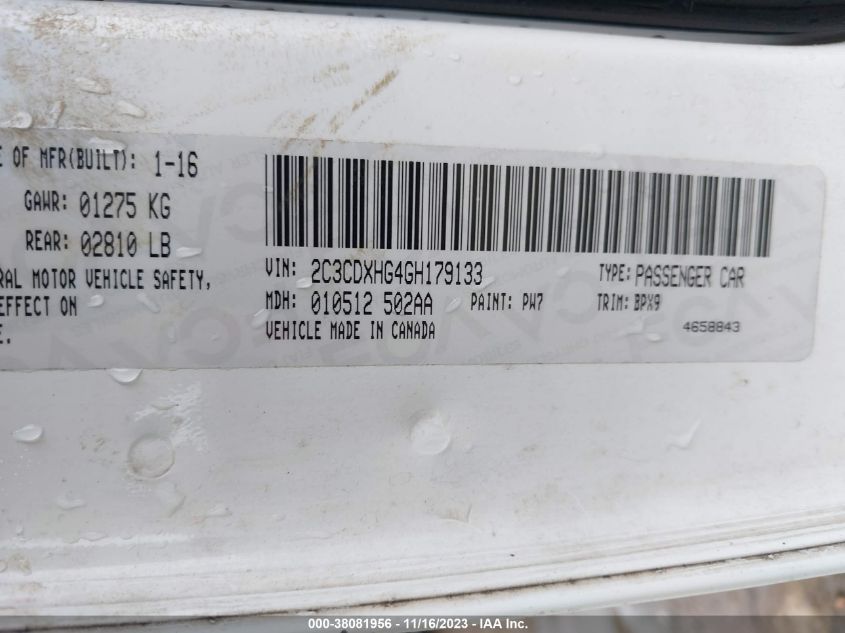 E OF MFR(BUILT): 1-16
GAWR: 01275 KG
REAR: 02810 LB
RAL MOTOR VEHICLE SAFETY,
EFFECT ON
E.
VIN: 2C3CDXHG4GH179133 TYPE: PASSENGER CAR
MDH: 010512 502AA PAINT: PW7 TRIM: BPX9
VEHICLE MADE IN CANADA 4658843
000-38081956 - 11/16/2023 - IAA Inc.